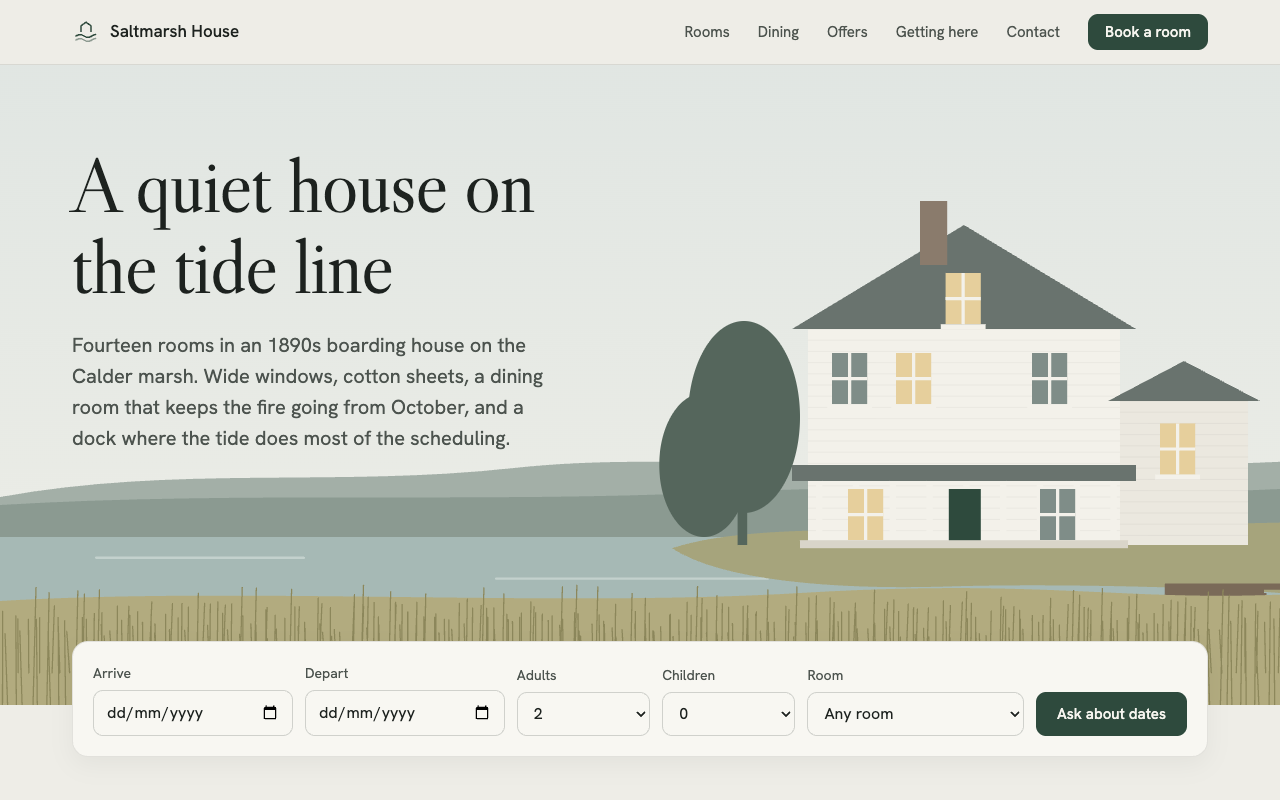 Saltmarsh House
Rooms
Dining
Offers
Getting here
Contact
Book a room
A quiet house on
the tide line
Fourteen rooms in an 1890s boarding house on the
Calder marsh. Wide windows, cotton sheets, a dining
room that keeps the fire going from October, and a
dock where the tide does most of the scheduling.
Arrive
Depart
Adults
Children
Room
dd/mm/yyyy
dd/mm/yyyy
2
0
Any room
Ask about dates